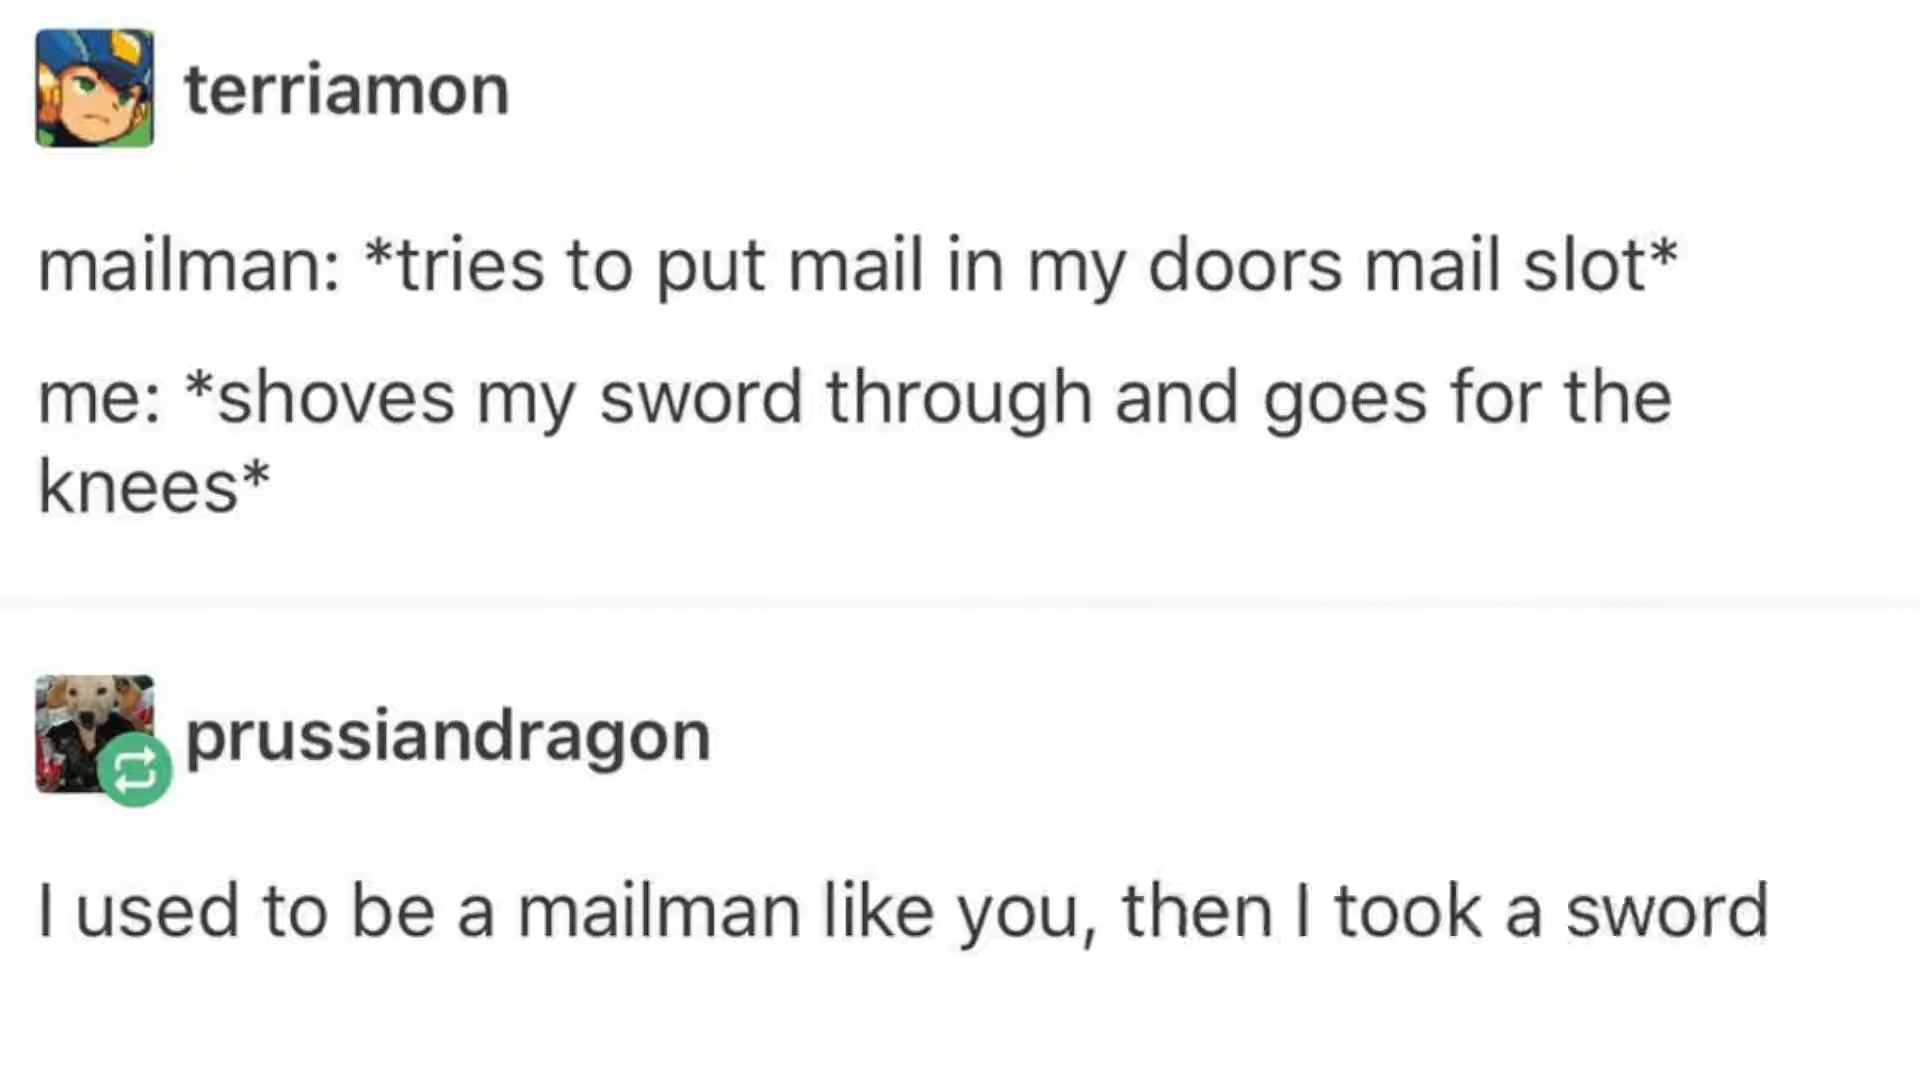 terriamon
mailman: *tries to put mail in my doors mail slot*
me: *shoves my sword through and goes for the
knees*
prussiandragon
I used to be a mailman like you, then I took a sword